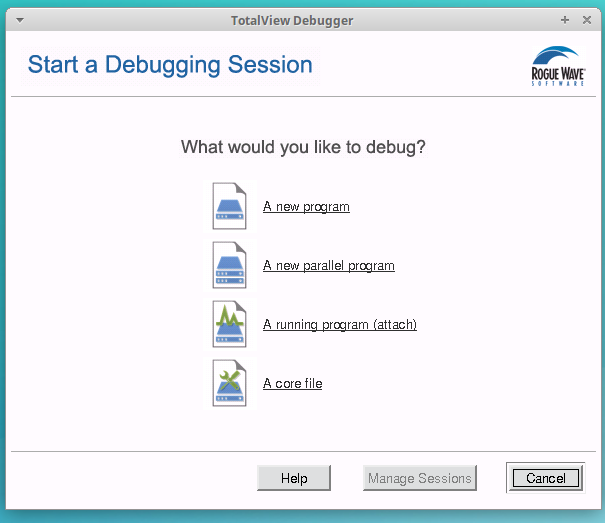 TotalView Debugger
Start a Debugging Session
ROGUE WAVE
SOFTWARE
What would you like to debug?
A new program
A new parallel program
A running program (attach)
A core file
Help
Manage Sessions
Cancel